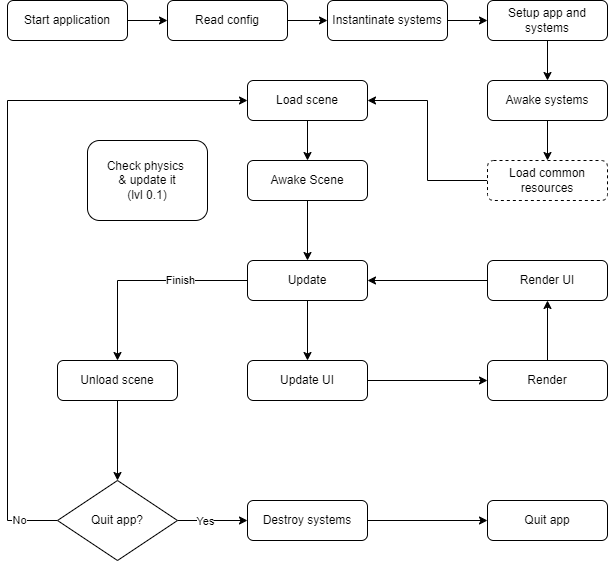 Start application
Read config
Instantinate systems
Setup app and
systems
Load scene
Awake systems
Check physics
& update it
(lvl 0.1)
Awake Scene
Load common
resources
Finish
Update
Render UI
Unload scene
Update UI
Render
No
Quit app?
Yes
Destroy systems
Quit app